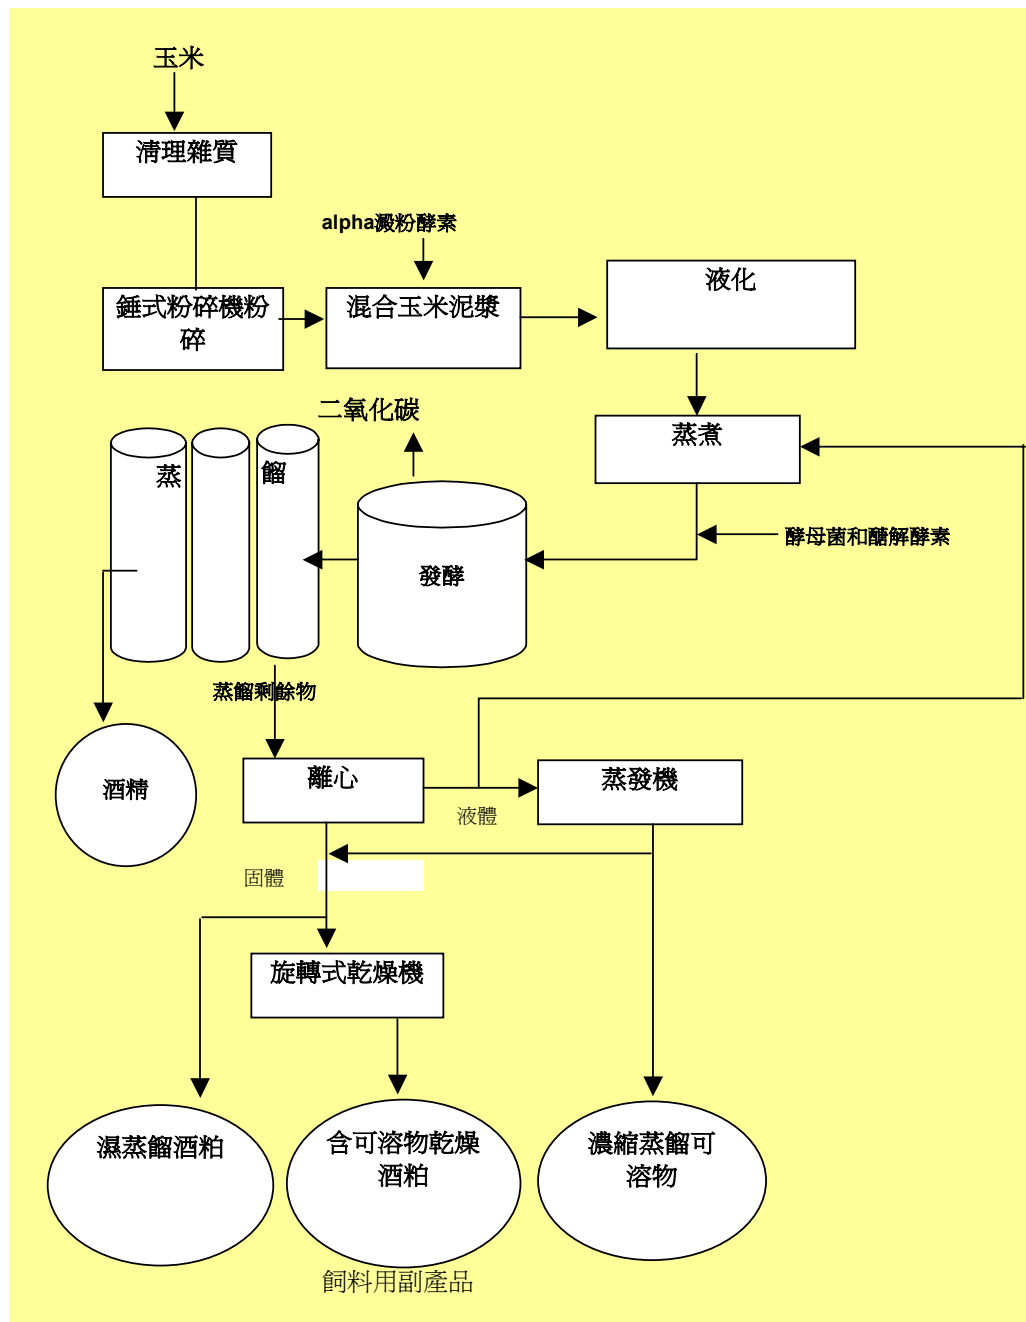 玉米
清理雜質
alpha澱粉酵素
錘式粉碎機粉
碎
混合玉米泥漿
液化
二氧化碳
蒸煮
蒸 餾
酵母菌和醣解酵素
發酵
蒸餾剩餘物
酒精
離心
蒸發機
液體
固體
旋轉式乾燥機
濕蒸餾酒粕
含可溶物乾燥
酒粕
濃縮蒸餾可
溶物
飼料用副產品